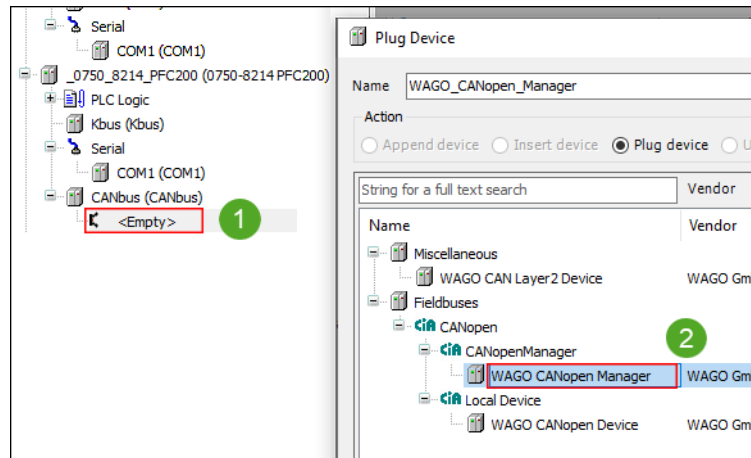 Serial
COM1 (COM1)
_0750_8214_PFC200 (0750-8214 PFC200)
PLC Logic
Kbus (Kbus)
Serial
COM1 (COM1)
CANbus (CANbus)
<Empty>
1
Plug Device
Name WAGO_CANopen_Manager
Action
Append device Insert device Plug device U
String for a full text search Vendor
Name Vendor
Miscellaneous
WAGO CAN Layer2 Device WAGO Gm
Fieldbuses
CiA CANopen
CiA CANopenManager
2
WAGO CANopen Manager WAGO Gm
CiA Local Device
WAGO CANopen Device WAGO Gm